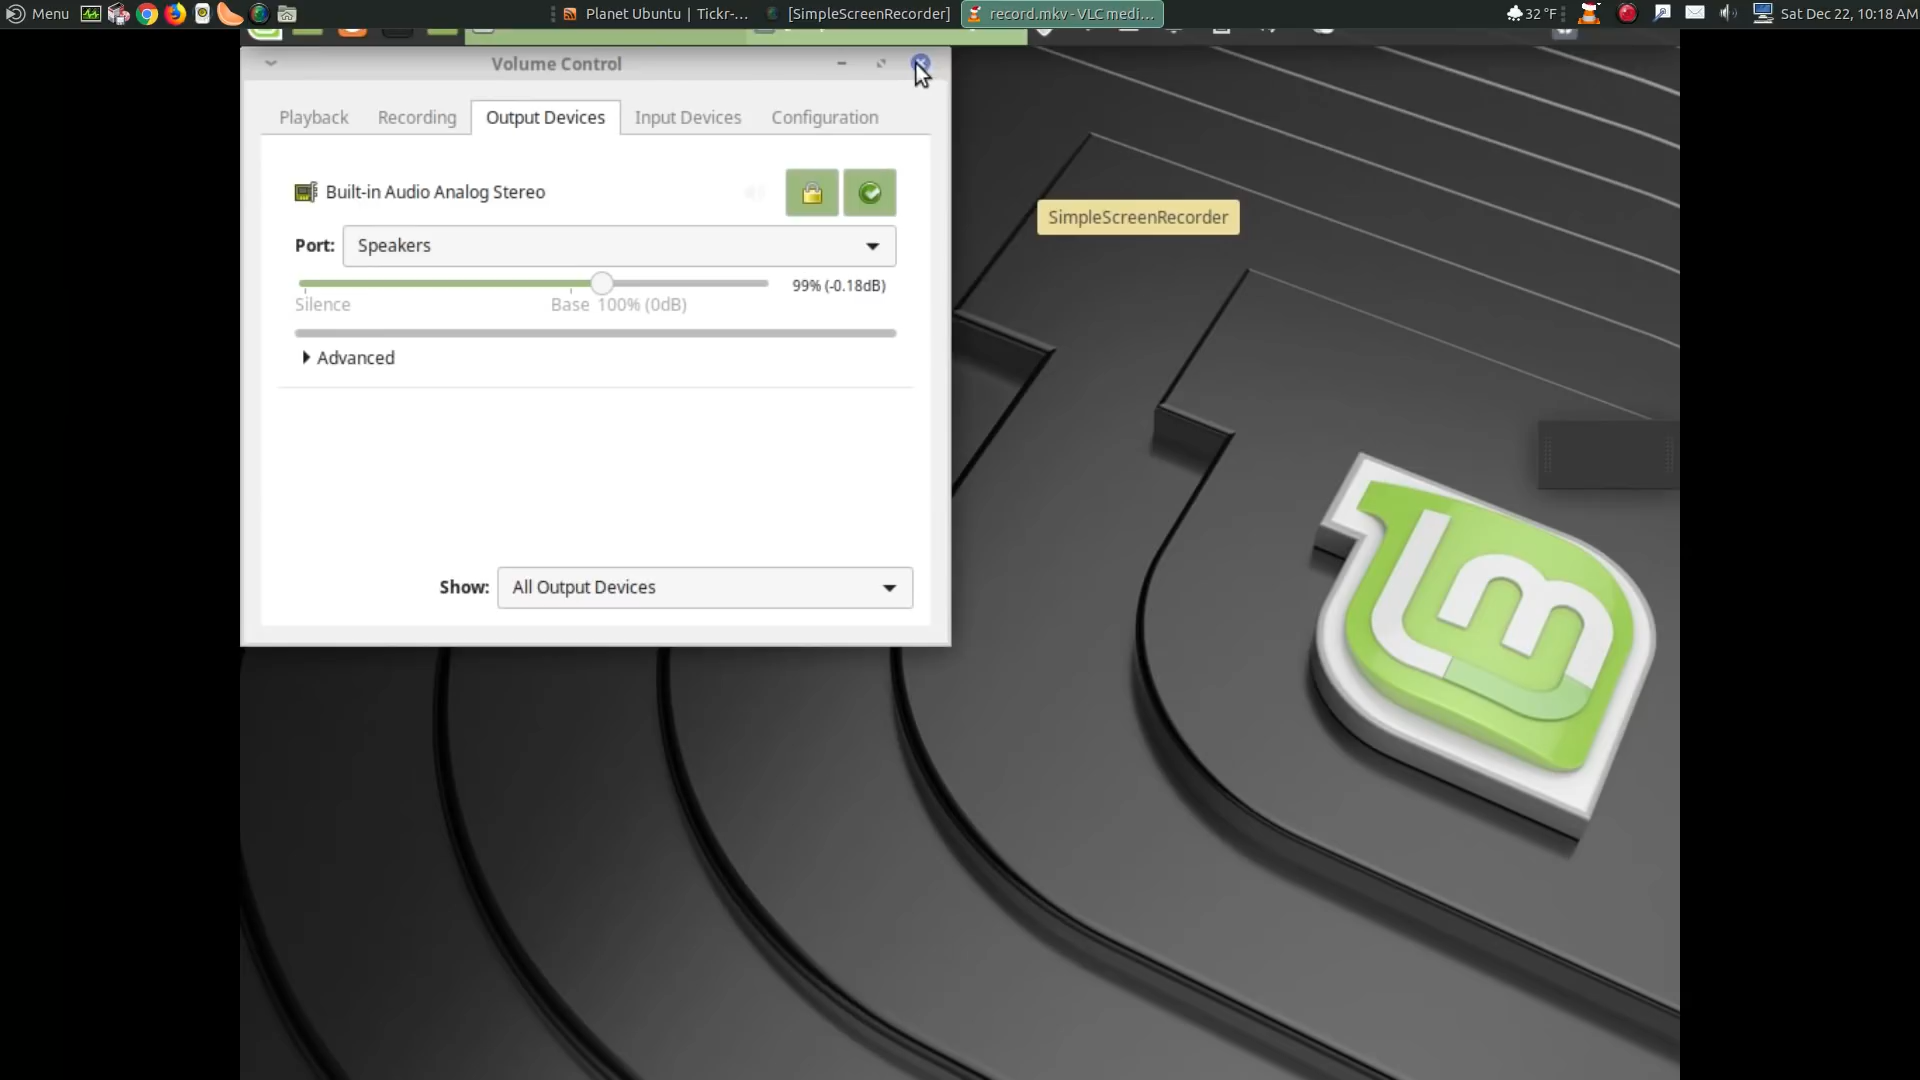 Menu Planet Ubuntu | Tickr-... [SimpleScreenRecorder] record.mkv - VLC medi... 32 °F Sat Dec 22, 10:18 AM
Volume Control
Playback Recording Output Devices Input Devices Configuration
Built-in Audio Analog Stereo
SimpleScreenRecorder
Port: Speakers
99% (-0.18dB)
Silence Base 100% (0dB)
Advanced
Show: All Output Devices
lm